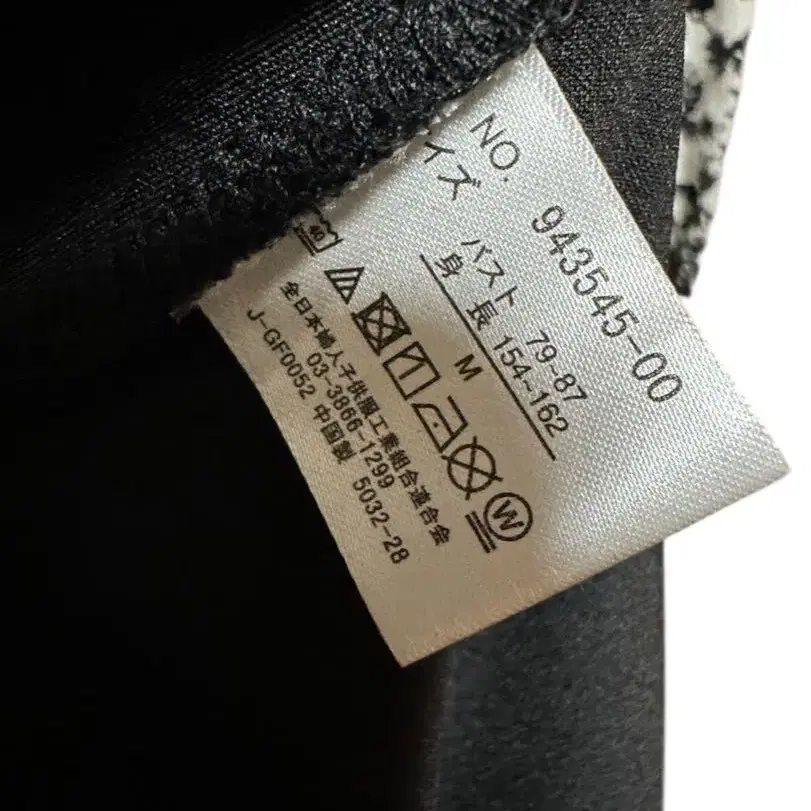 NO. 943545-00
イズ
バスト 79-87
身長 154-162
M
40
W
全日本婦人子供服工業組合連合会
03-3866-1299
J-GF0052 中国製 5032-28